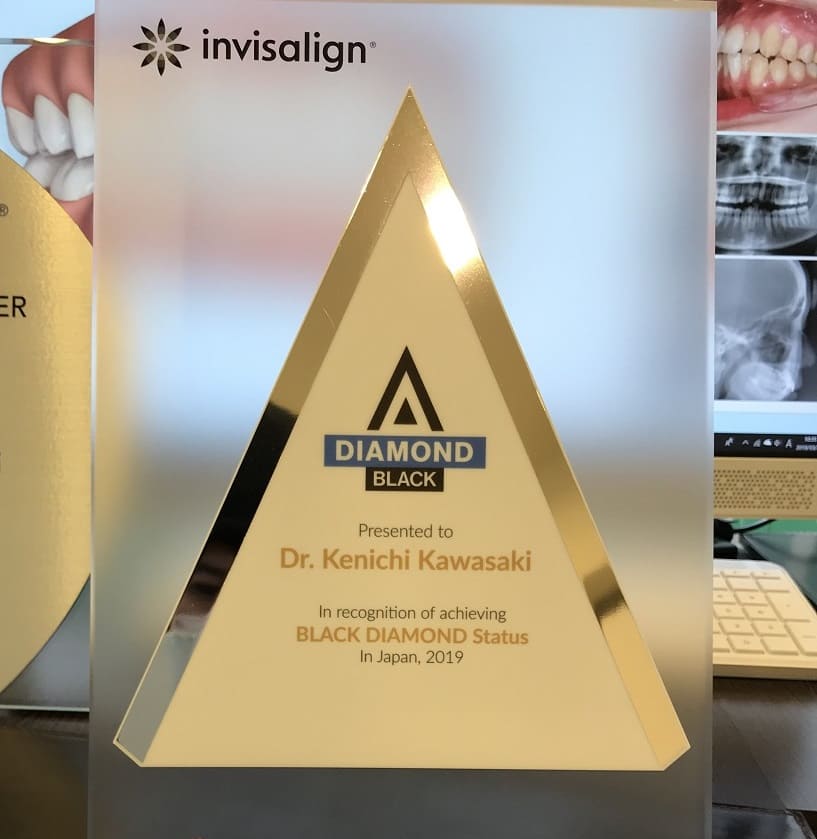 invisalign®
DIAMOND
BLACK
Presented to
Dr. Kenichi Kawasaki
In recognition of achieving
BLACK DIAMOND Status
In Japan, 2019
®
ER